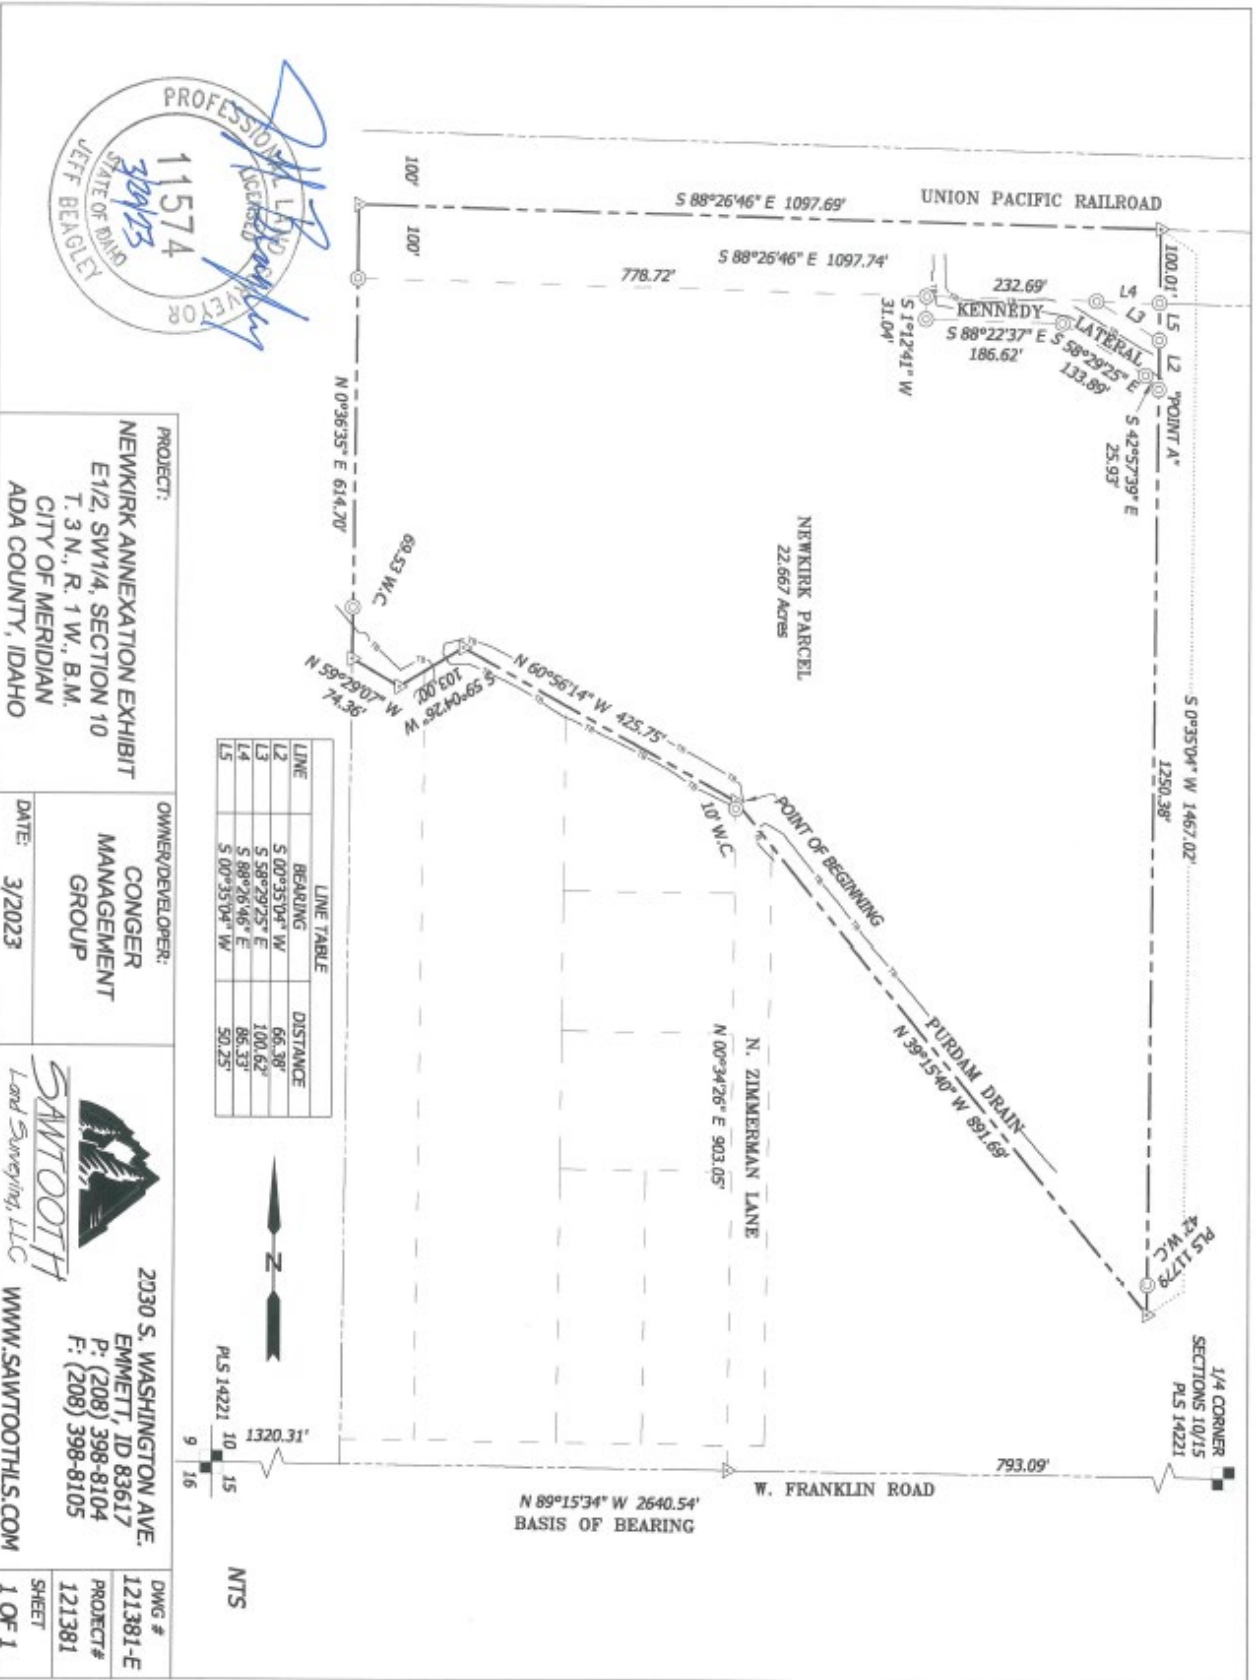 UNION PACIFIC RAILROAD
S 88°26'46" E 1097.69'
S 88°26'46" E 1097.74'
100'
100'
778.72'
232.69'
L4
L3
100.01'
L5
L2
KENNEDY
LATERAL
S 88°22'37" E
186.62'
S 58°29'25" E
133.89'
S 1°12'41" W
31.04'
"POINT A"
S 42°57'39" E
25.93'
NEWKIRK PARCEL
22.667 Acres
S 0°35'04" W 1467.02'
1250.38'
N 0°36'35" E 614.70'
69.53 W.C.
N 59°29'07" W
74.36'
S 59°04'26" W
103.00'
N 60°56'14" W 425.75'
10' W.C.
POINT OF BEGINNING
PURDAM DRAIN
N 39°15'40" W 891.69'
N. ZIMMERMAN LANE
N 00°34'26" E 903.05'
PLS 11779
42' W.C.
1/4 CORNER
SECTIONS 10/15
PLS 14221
793.09'
W. FRANKLIN ROAD
N 89°15'34" W 2640.54'
BASIS OF BEARING
1320.31'
PLS 14221
10 15
9 16
NTS
N
LINE TABLE
LINE BEARING DISTANCE
L2 S 00°35'04" W 66.38'
L3 S 58°29'25" E 100.62'
L4 S 88°26'46" E 86.33'
L5 S 00°35'04" W 50.25'
PROFESSIONAL LAND SURVEYOR
LICENSED
11574
3/29/23
STATE OF IDAHO
JEFF BEAGLEY
PROJECT:
NEWKIRK ANNEXATION EXHIBIT
E1/2, SW1/4, SECTION 10
T. 3 N., R. 1 W., B.M.
CITY OF MERIDIAN
ADA COUNTY, IDAHO
OWNER/DEVELOPER:
CONGER
MANAGEMENT
GROUP
DATE: 3/2023
SAWTOOTH
Land Surveying, LLC
2030 S. WASHINGTON AVE.
EMMETT, ID 83617
P: (208) 398-8104
F: (208) 398-8105
WWW.SAWTOOTHLS.COM
DWG #
121381-E
PROJECT#
121381
SHEET
1 OF 1